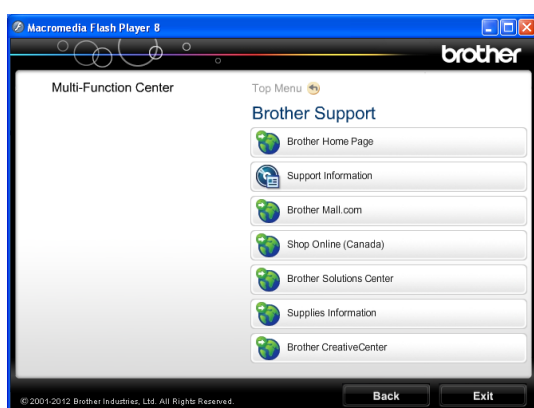 Macromedia Flash Player 8
brother
Multi-Function Center
Top Menu
Brother Support
Brother Home Page
Support Information
Brother Mall.com
Shop Online (Canada)
Brother Solutions Center
Supplies Information
Brother CreativeCenter
© 2001-2012 Brother Industries, Ltd. All Rights Reserved.
Back
Exit